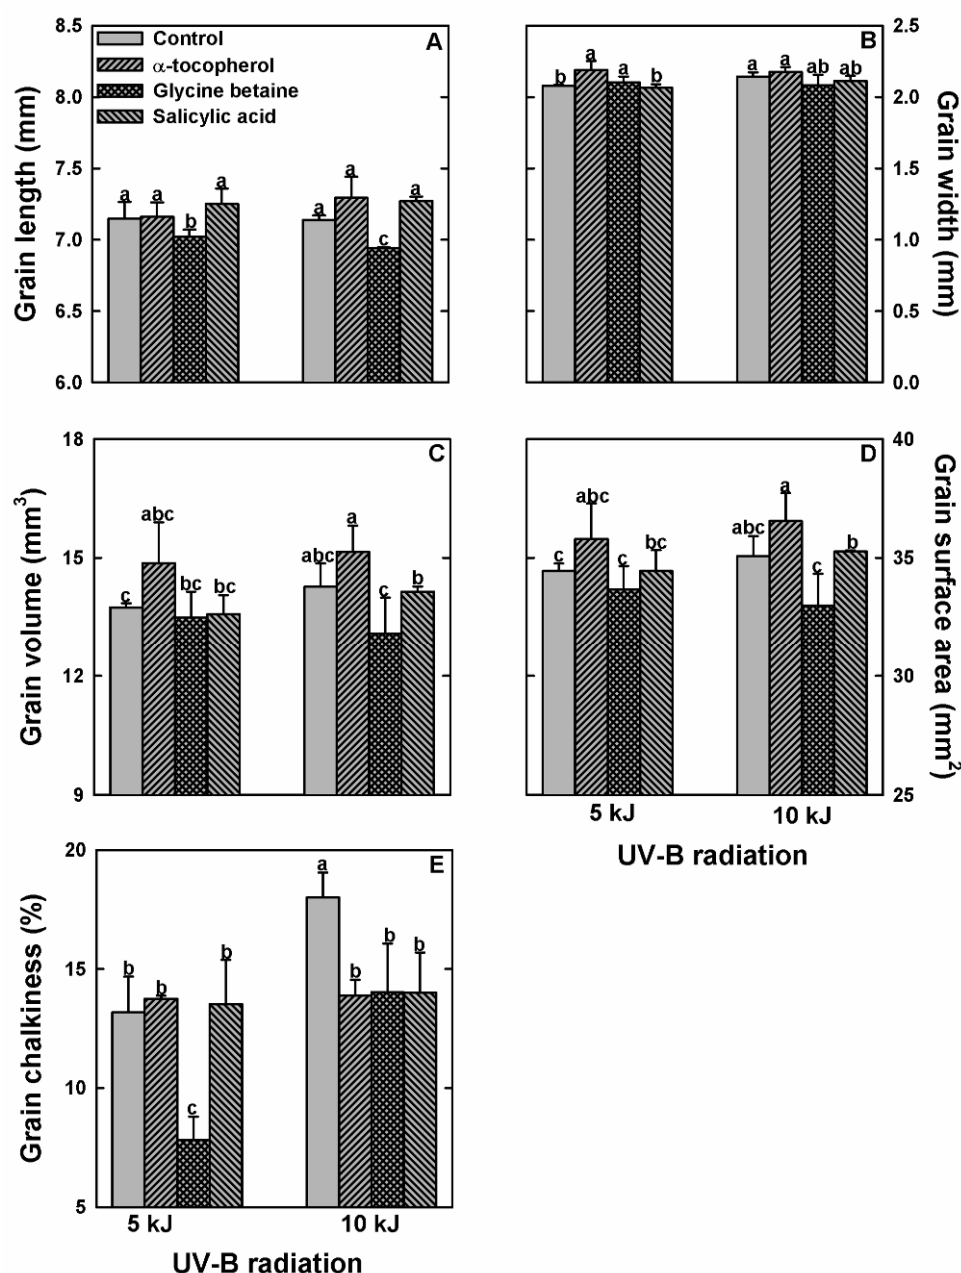 8.5
8.0
7.5
7.0
6.5
6.0
Grain length (mm)
Control
α-tocopherol
Glycine betaine
Salicylic acid
A
a a b a
a a c a
B
b a a b
a a ab ab
2.5
2.0
1.5
1.0
0.5
0.0
Grain width (mm)
18
15
12
9
Grain volume (mm³)
C
c abc bc bc
abc a c b
D
c abc c bc
abc a c b
40
35
30
25
Grain surface area (mm²)
5 kJ 10 kJ
UV-B radiation
20
15
10
5
Grain chalkiness (%)
E
b b c b
a b b b
5 kJ 10 kJ
UV-B radiation